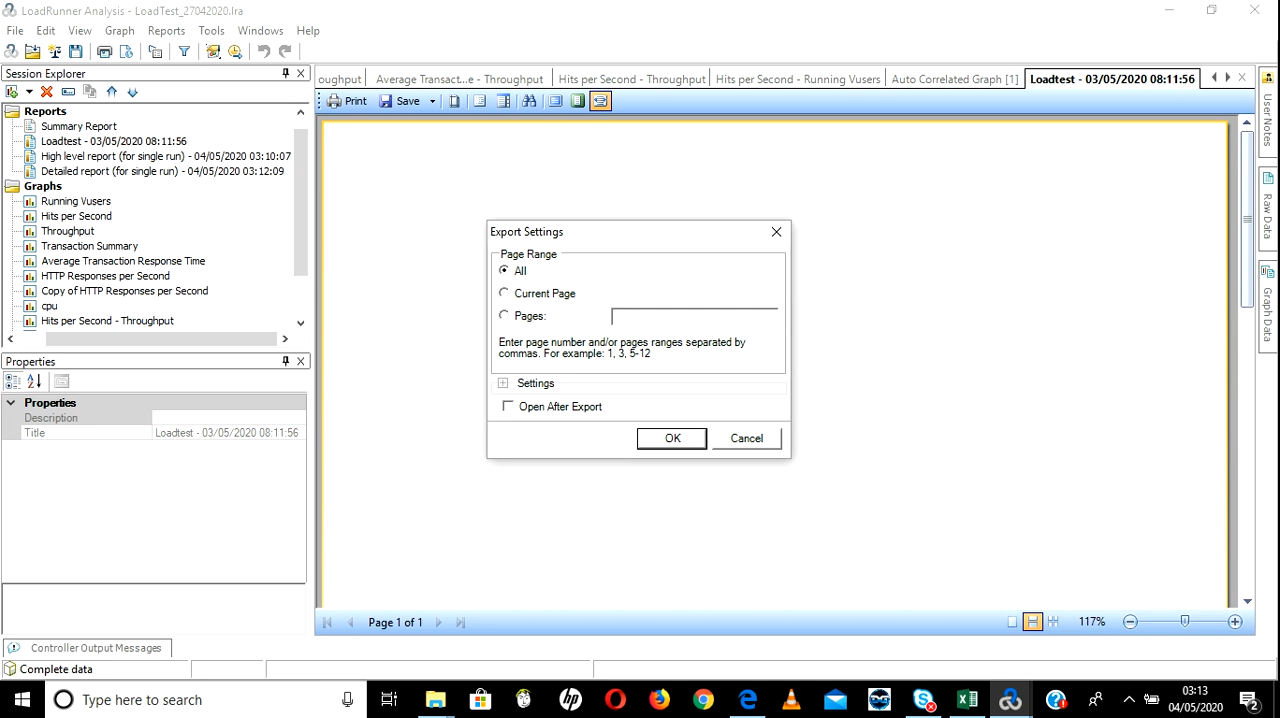 LoadRunner Analysis - LoadTest_27042020.lra
File Edit View Graph Reports Tools Windows Help
Session Explorer
Reports
Summary Report
Loadtest - 03/05/2020 08:11:56
High level report (for single run) - 04/05/2020 03:10:07
Detailed report (for single run) - 04/05/2020 03:12:09
Graphs
Running Vusers
Hits per Second
Throughput
Transaction Summary
Average Transaction Response Time
HTTP Responses per Second
Copy of HTTP Responses per Second
cpu
Hits per Second - Throughput
Properties
Properties
Description
Title Loadtest - 03/05/2020 08:11:56
oughput Average Transact...e - Throughput Hits per Second - Throughput Hits per Second - Running Vusers Auto Correlated Graph [1] Loadtest - 03/05/2020 08:11:56
Print Save
Export Settings
Page Range
All
Current Page
Pages:
Enter page number and/or pages ranges separated by
commas. For example: 1, 3, 5-12
Settings
Open After Export
OK Cancel
Page 1 of 1 117%
User Notes
Raw Data
Graph Data
Controller Output Messages
Complete data
Type here to search
03:13
04/05/2020
2